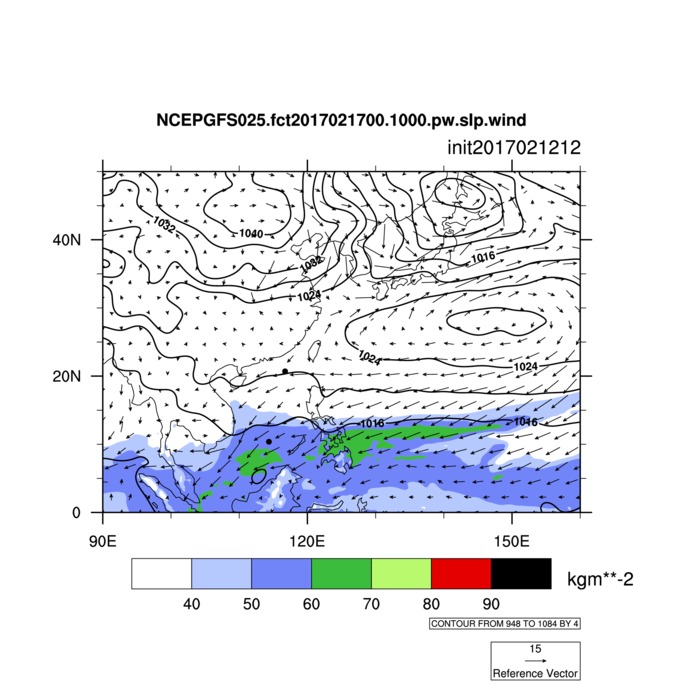 NCEPGFS025.fct2017021700.1000.pw.slp.wind
init2017021212
1032
1040
1032
1024
1016
1024
1024
1016
1016
40N
20N
0
90E 120E 150E
40 50 60 70 80 90
kgm**-2
CONTOUR FROM 948 TO 1084 BY 4
15
Reference Vector